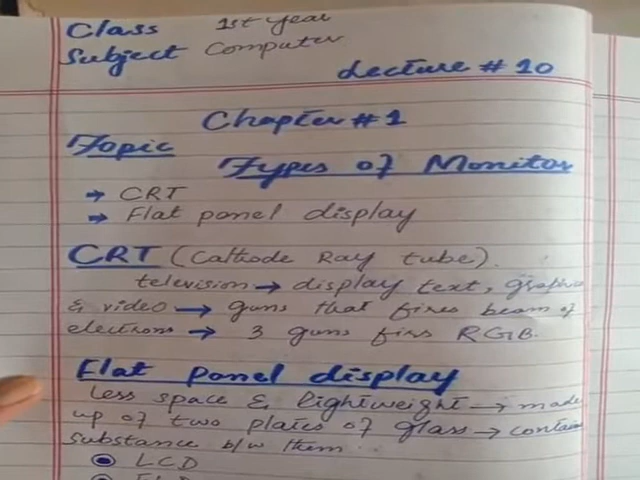 Class 1st year
Subject Computer
Lecture # 10
Chapter # 1
Topic
Types of Monitor
→ CRT
→ Flat panel display
CRT (Cathode Ray tube).
television → display text, graphics
& video → guns that fires beam of
electrons → 3 guns fires RGB.
Flat panel display
less space & lightweight → made
up of two plates of glass → contain
substance b/w them.
LCD